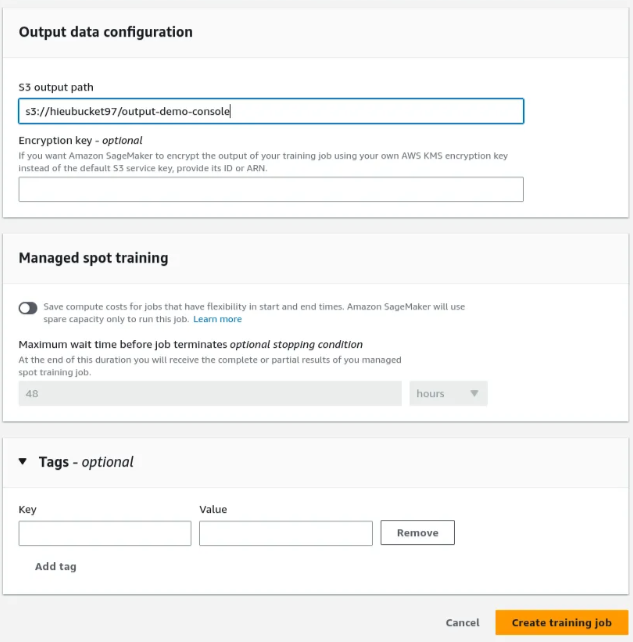 Output data configuration
S3 output path
s3://hieubucket97/output-demo-console
Encryption key - optional
If you want Amazon SageMaker to encrypt the output of your training job using your own AWS KMS encryption key
instead of the default S3 service key, provide its ID or ARN.
Managed spot training
Save compute costs for jobs that have flexibility in start and end times. Amazon SageMaker will use
spare capacity only to run this job. Learn more
Maximum wait time before job terminates optional stopping condition
At the end of this duration you will receive the complete or partial results of you managed
spot training job.
48 hours
Tags - optional
Key Value
Remove
Add tag
Cancel Create training job